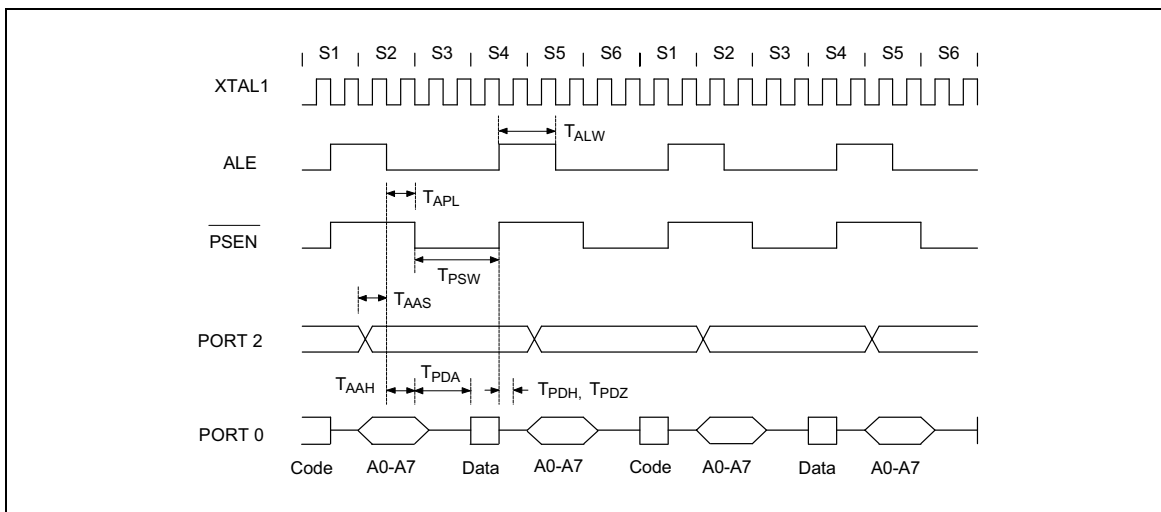 S1 S2 S3 S4 S5 S6 S1 S2 S3 S4 S5 S6
XTAL1
TALW
ALE
TAPL
PSEN
TPSW
TAAS
PORT 2
TAAH TPDA TPDH, TPDZ
PORT 0
Code A0-A7 Data A0-A7 Code A0-A7 Data A0-A7